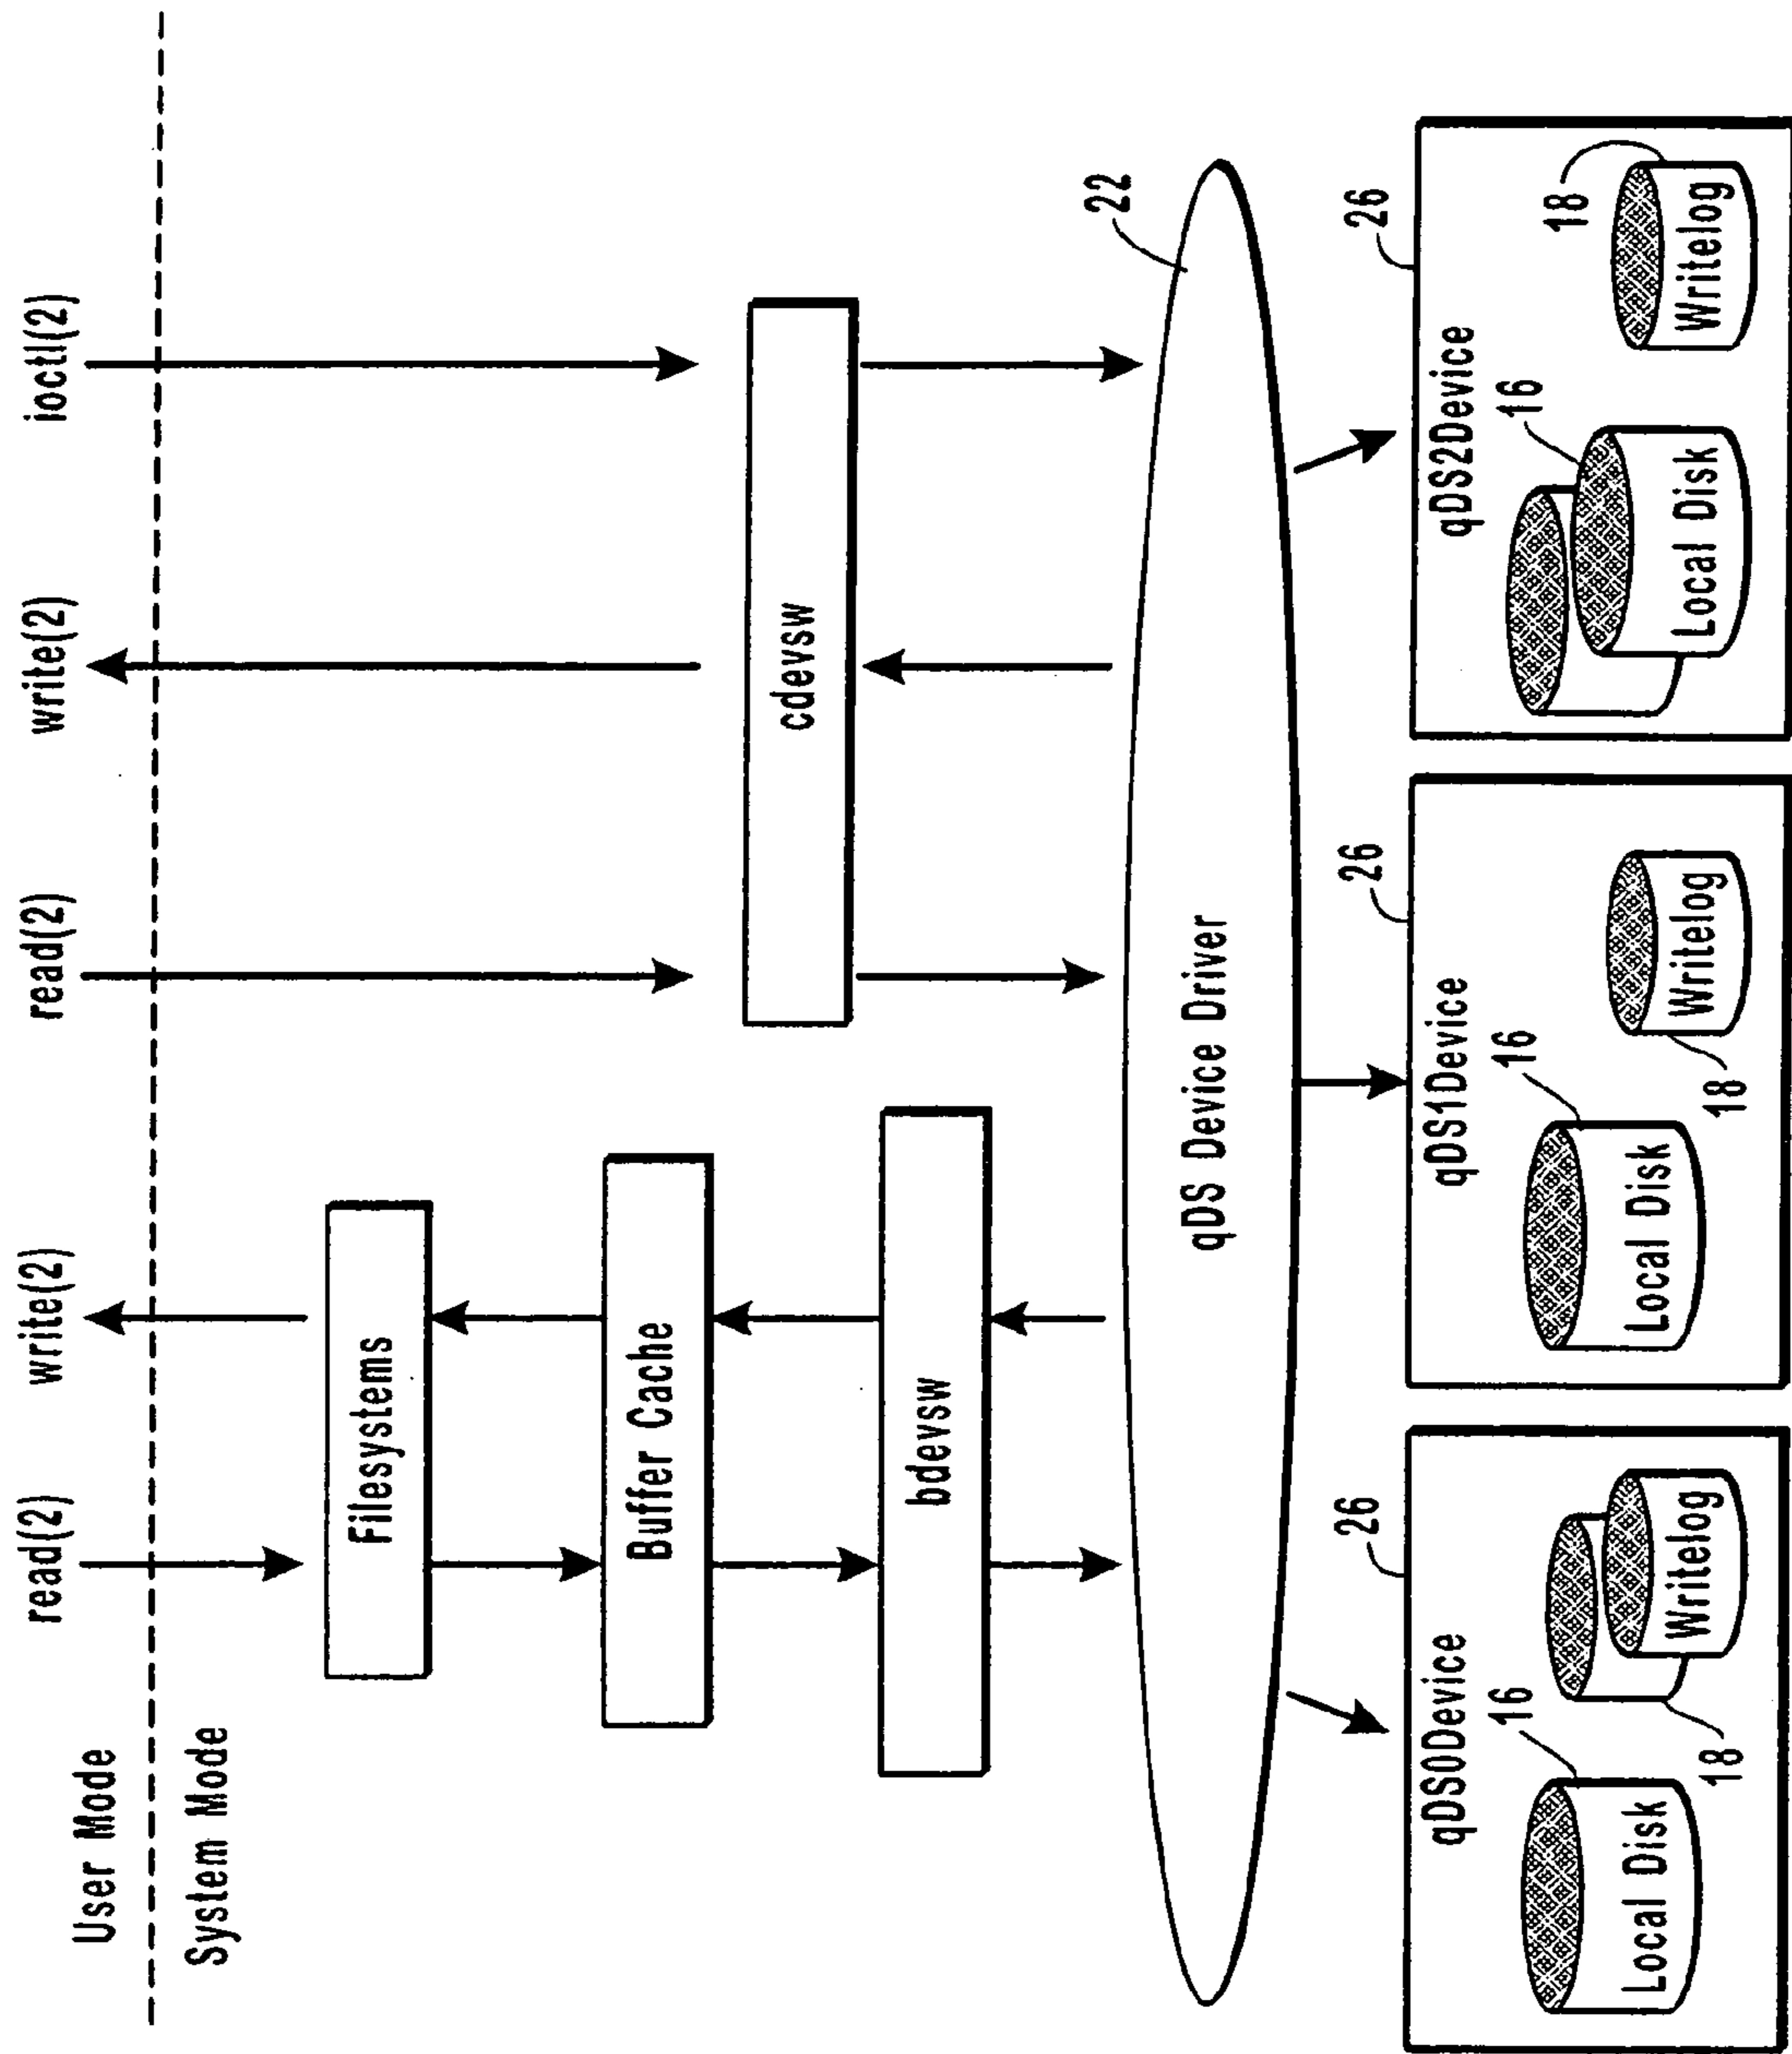 read(2)
write(2)
read(2)
write(2)
ioctl(2)
User Mode
System Mode
Filesystems
Buffer Cache
bdevsw
cdevsw
22
qDS Device Driver
26
26
26
qDS0Device
16
Local Disk
Writelog
18
qDS1Device
16
Local Disk
Writelog
18
qDS2Device
16
Local Disk
Writelog
18